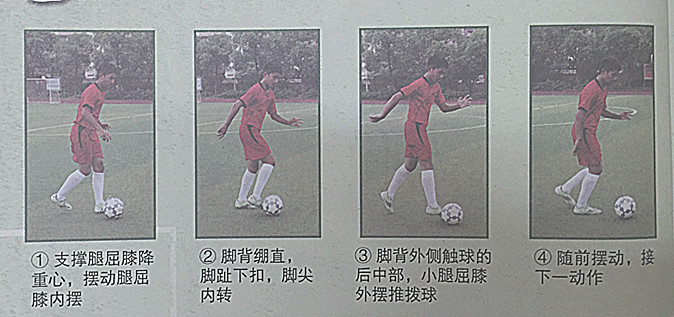 ① 支撑腿屈膝降
重心，摆动腿屈
膝内摆
② 脚背绷直，
脚趾下扣，脚尖
内转
③ 脚背外侧触球的
后中部，小腿屈膝
外摆推拨球
④ 随前摆动，接
下一动作